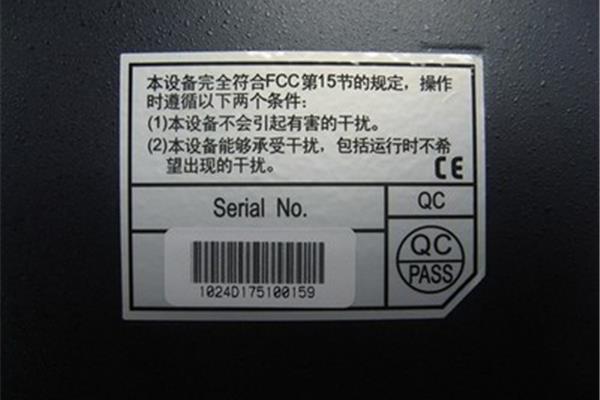 本设备完全符合FCC第15节的规定，操作
时遵循以下两个条件：
(1)本设备不会引起有害的干扰。
(2)本设备能够承受干扰，包括运行时不希
望出现的干扰。
CE
Serial No.
QC
1024D175100159
QC
PASS